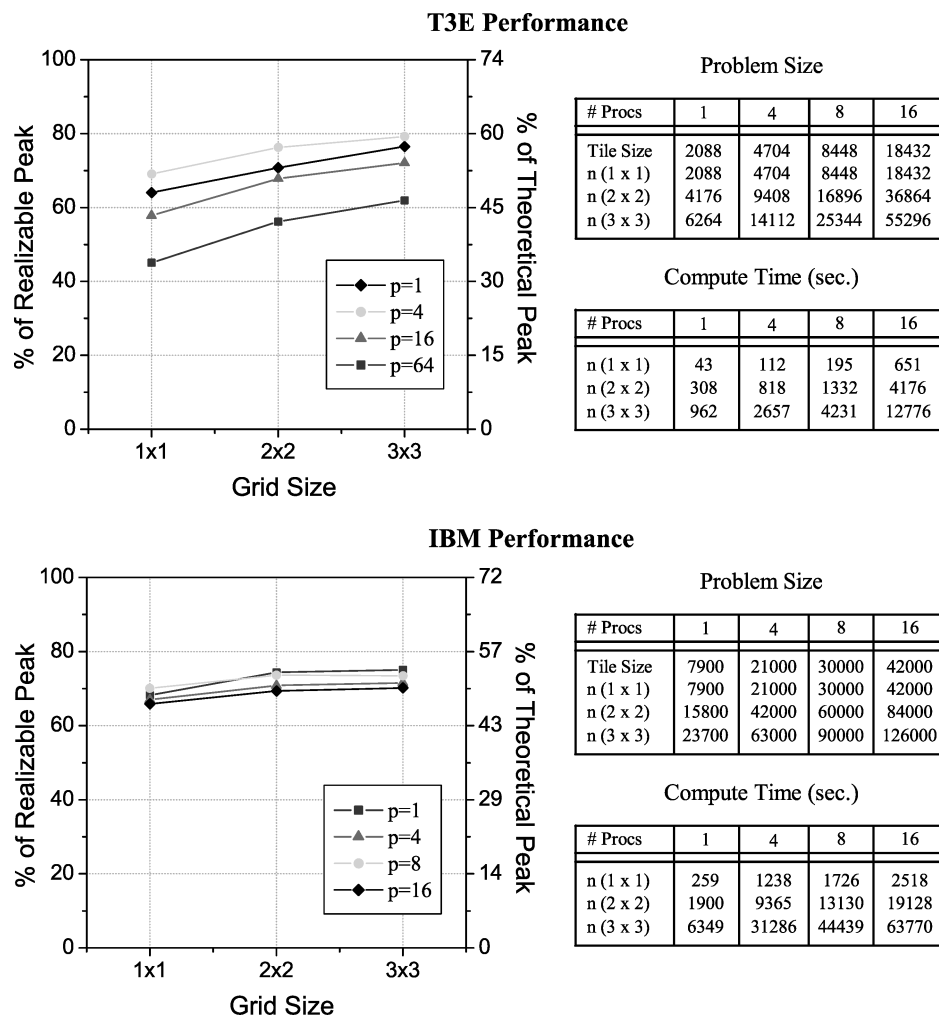 T3E Performance
100
80
60
40
20
0
% of Realizable Peak
1x1
2x2
3x3
Grid Size
74
60
45
30
15
0
% of Theoretical Peak
p=1
p=4
p=16
p=64
Problem Size
# Procs 1 4 8 16
Tile Size 2088 4704 8448 18432
n (1 x 1) 2088 4704 8448 18432
n (2 x 2) 4176 9408 16896 36864
n (3 x 3) 6264 14112 25344 55296
Compute Time (sec.)
# Procs 1 4 8 16
n (1 x 1) 43 112 195 651
n (2 x 2) 308 818 1332 4176
n (3 x 3) 962 2657 4231 12776
IBM Performance
100
80
60
40
20
0
% of Realizable Peak
1x1
2x2
3x3
Grid Size
72
57
43
29
14
0
% of Theoretical Peak
p=1
p=4
p=8
p=16
Problem Size
# Procs 1 4 8 16
Tile Size 7900 21000 30000 42000
n (1 x 1) 7900 21000 30000 42000
n (2 x 2) 15800 42000 60000 84000
n (3 x 3) 23700 63000 90000 126000
Compute Time (sec.)
# Procs 1 4 8 16
n (1 x 1) 259 1238 1726 2518
n (2 x 2) 1900 9365 13130 19128
n (3 x 3) 6349 31286 44439 63770